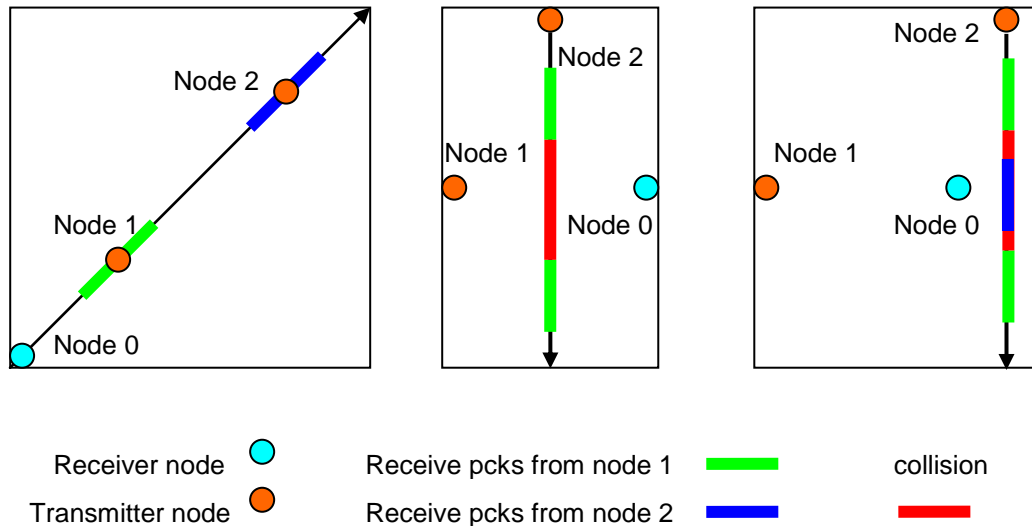 Node 2
Node 1
Node 0
Node 2
Node 1
Node 0
Node 2
Node 1
Node 0
Receiver node
Receive pcks from node 1
collision
Transmitter node
Receive pcks from node 2